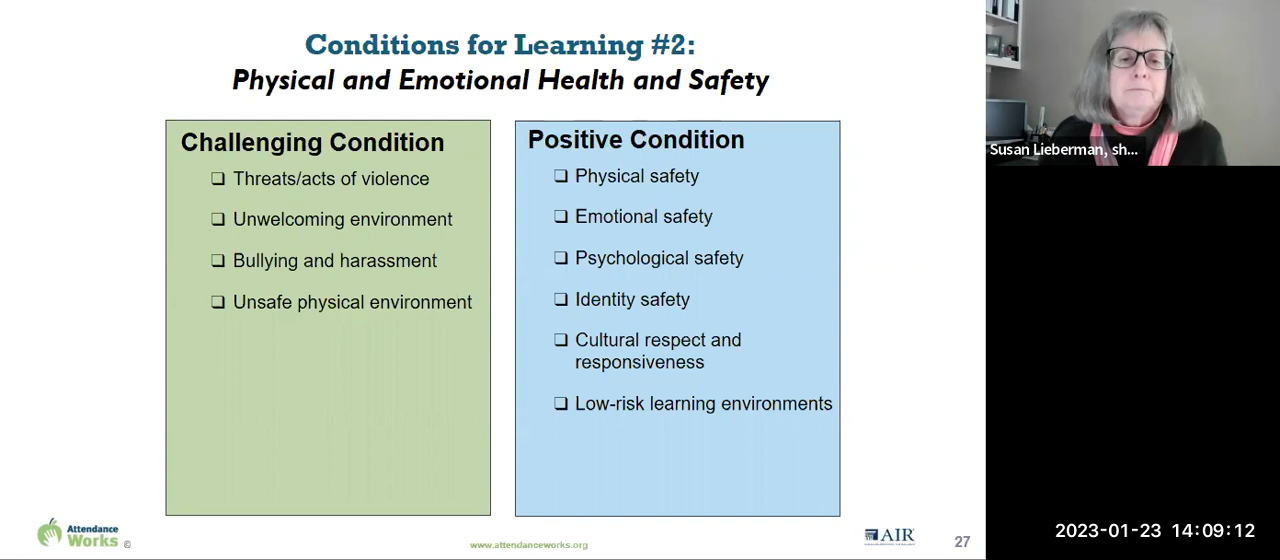 Conditions for Learning #2:
Physical and Emotional Health and Safety
Challenging Condition
❑ Threats/acts of violence
❑ Unwelcoming environment
❑ Bullying and harassment
❑ Unsafe physical environment
Positive Condition
❑ Physical safety
❑ Emotional safety
❑ Psychological safety
❑ Identity safety
❑ Cultural respect and
responsiveness
❑ Low-risk learning environments
Attendance
Works ©
www.attendanceworks.org
AIR
27
Susan Lieberman, sh...
2023-01-23 14:09:12